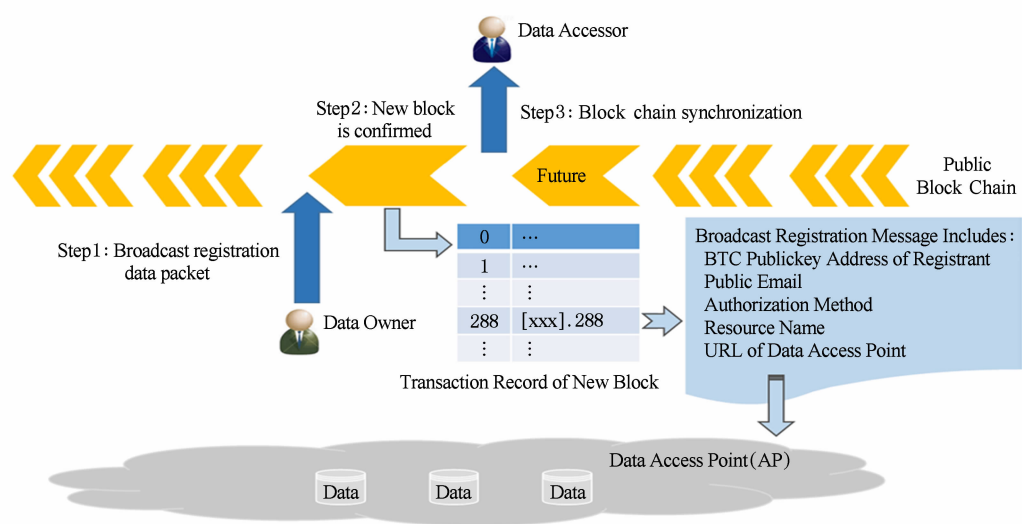 Data Accessor
Step2: New block
is confirmed
Step3: Block chain synchronization
Future
Public
Block Chain
Step1: Broadcast registration
data packet
Data Owner
0 ···
1 ···
⋮ ⋮
288 [xxx].288
⋮ ⋮
Transaction Record of New Block
Broadcast Registration Message Includes:
BTC Publickey Address of Registrant
Public Email
Authorization Method
Resource Name
URL of Data Access Point
Data Access Point(AP)
Data Data Data